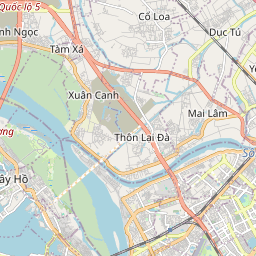 Quốc lộ 5
Cổ Loa
nh Ngọc
Dục Tú
Tàm Xá
Xuân Canh
Mai Lâm
Thôn Lại Đà
ây Hồ